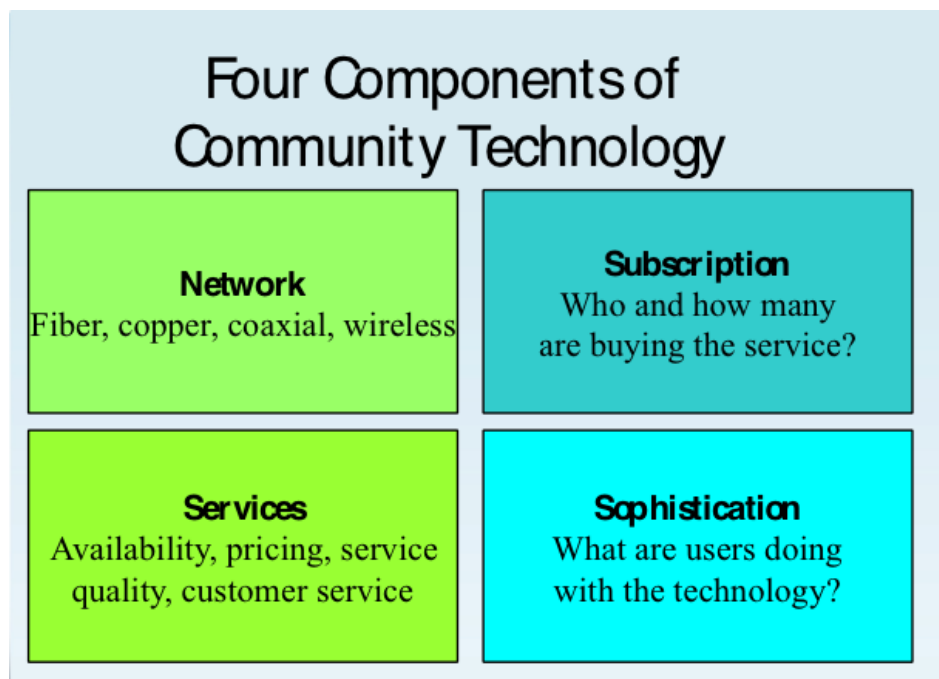 Four Components of
Community Technology
Network
Fiber, copper, coaxial, wireless
Subscription
Who and how many
are buying the service?
Services
Availability, pricing, service
quality, customer service
Sophistication
What are users doing
with the technology?